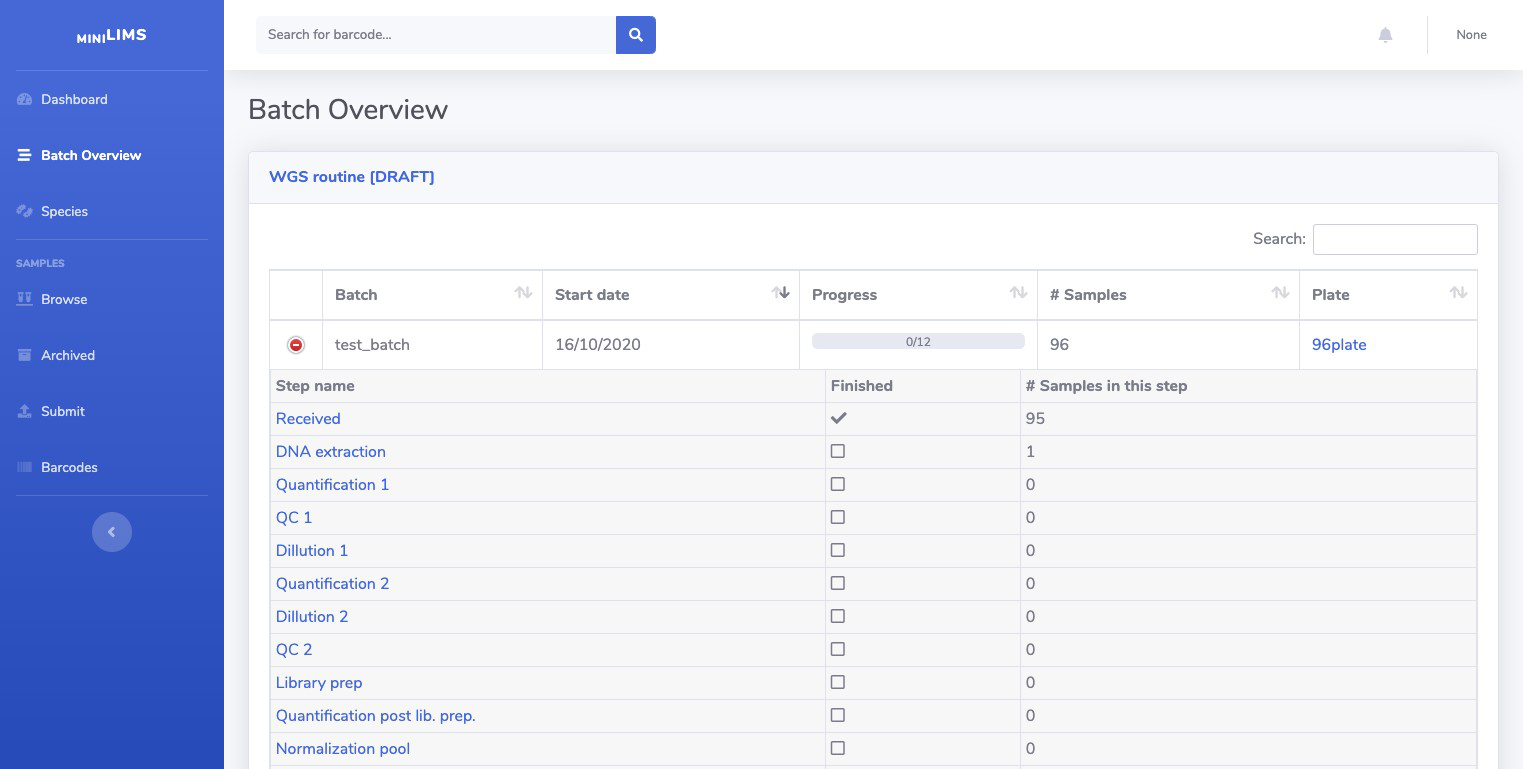 MINILIMS
Search for barcode...
None
Dashboard
Batch Overview
Species
SAMPLES
Browse
Archived
Submit
Barcodes
Batch Overview
WGS routine [DRAFT]
Search:
Batch Start date Progress # Samples Plate
test_batch 16/10/2020 0/12 96 96plate
Step name Finished # Samples in this step
Received 95
DNA extraction 1
Quantification 1 0
QC 1 0
Dillution 1 0
Quantification 2 0
Dillution 2 0
QC 2 0
Library prep 0
Quantification post lib. prep. 0
Normalization pool 0